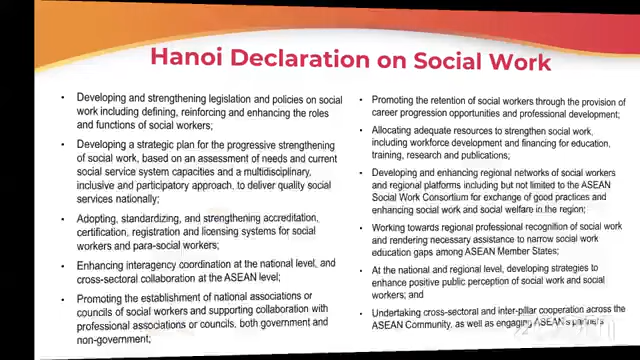 Hanoi Declaration on Social Work
• Developing and strengthening legislation and policies on social
work including defining, reinforcing and enhancing the roles
and functions of social workers;
• Developing a strategic plan for the progressive strengthening
of social work, based on an assessment of needs and current
social service system capacities and a multidisciplinary,
inclusive and participatory approach, to deliver quality social
services nationally;
• Adopting, standardizing, and strengthening accreditation,
certification, registration and licensing systems for social
workers and para-social workers;
• Enhancing interagency coordination at the national level, and
cross-sectoral collaboration at the ASEAN level;
• Promoting the establishment of national associations or
councils of social workers and supporting collaboration with
professional associations or councils, both government and
non-government;
• Promoting the retention of social workers through the provision of
career progression opportunities and professional development;
• Allocating adequate resources to strengthen social work,
including workforce development and financing for education,
training, research and publications;
• Developing and enhancing regional networks of social workers
and regional platforms including but not limited to the ASEAN
Social Work Consortium for exchange of good practices and
enhancing social work and social welfare in the region;
• Working towards regional professional recognition of social work
and rendering necessary assistance to narrow social work
education gaps among ASEAN Member States;
• At the national and regional level, developing strategies to
enhance positive public perception of social work and social
workers; and
• Undertaking cross-sectoral and inter-pillar cooperation across the
ASEAN Community, as well as engaging ASEAN's partners